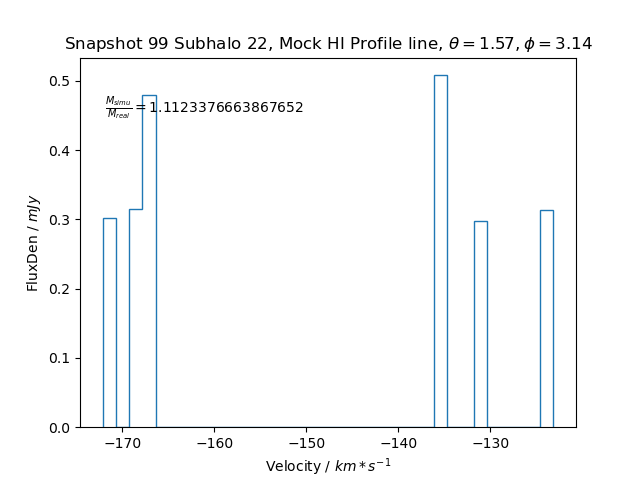 Snapshot 99 Subhalo 22, Mock HI Profile line, θ = 1.57, ϕ = 3.14
0.5
M_simu/M_real = 1.1123376663867652
0.4
0.3
0.2
0.1
0.0
FluxDen / mJy
−170 −160 −150 −140 −130
Velocity / km * s⁻¹